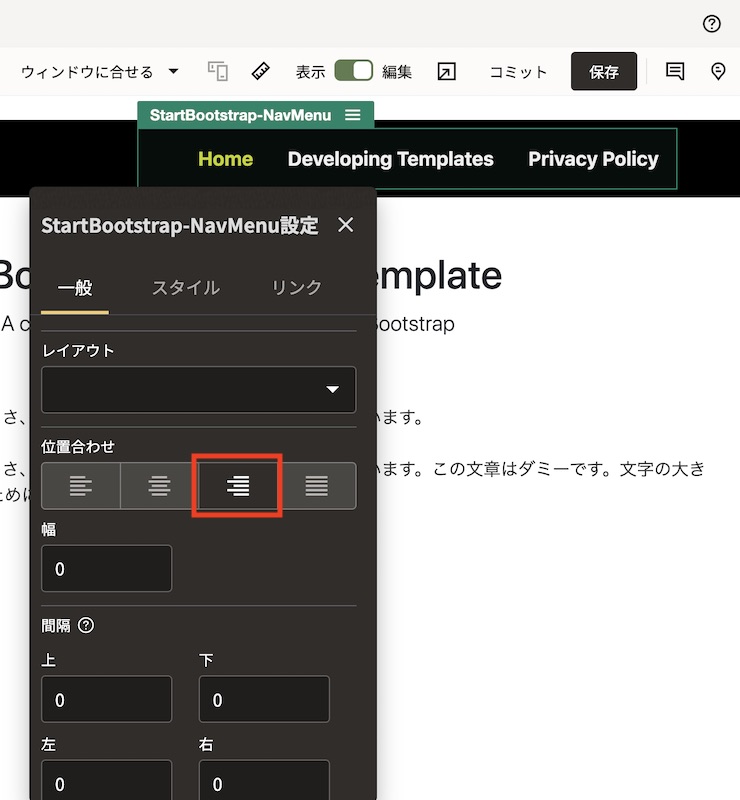 ウィンドウに合せる 表示 編集 コミット 保存
StartBootstrap-NavMenu
Home Developing Templates Privacy Policy
StartBootstrap-NavMenu設定
一般 スタイル リンク
emplate
A c
Bootstrap
レイアウト
さ、
います。
位置合わせ
さ、
います。この文章はダミーです。文字の大き
ために
幅
0
間隔
上 下
0 0
左 右
0 0